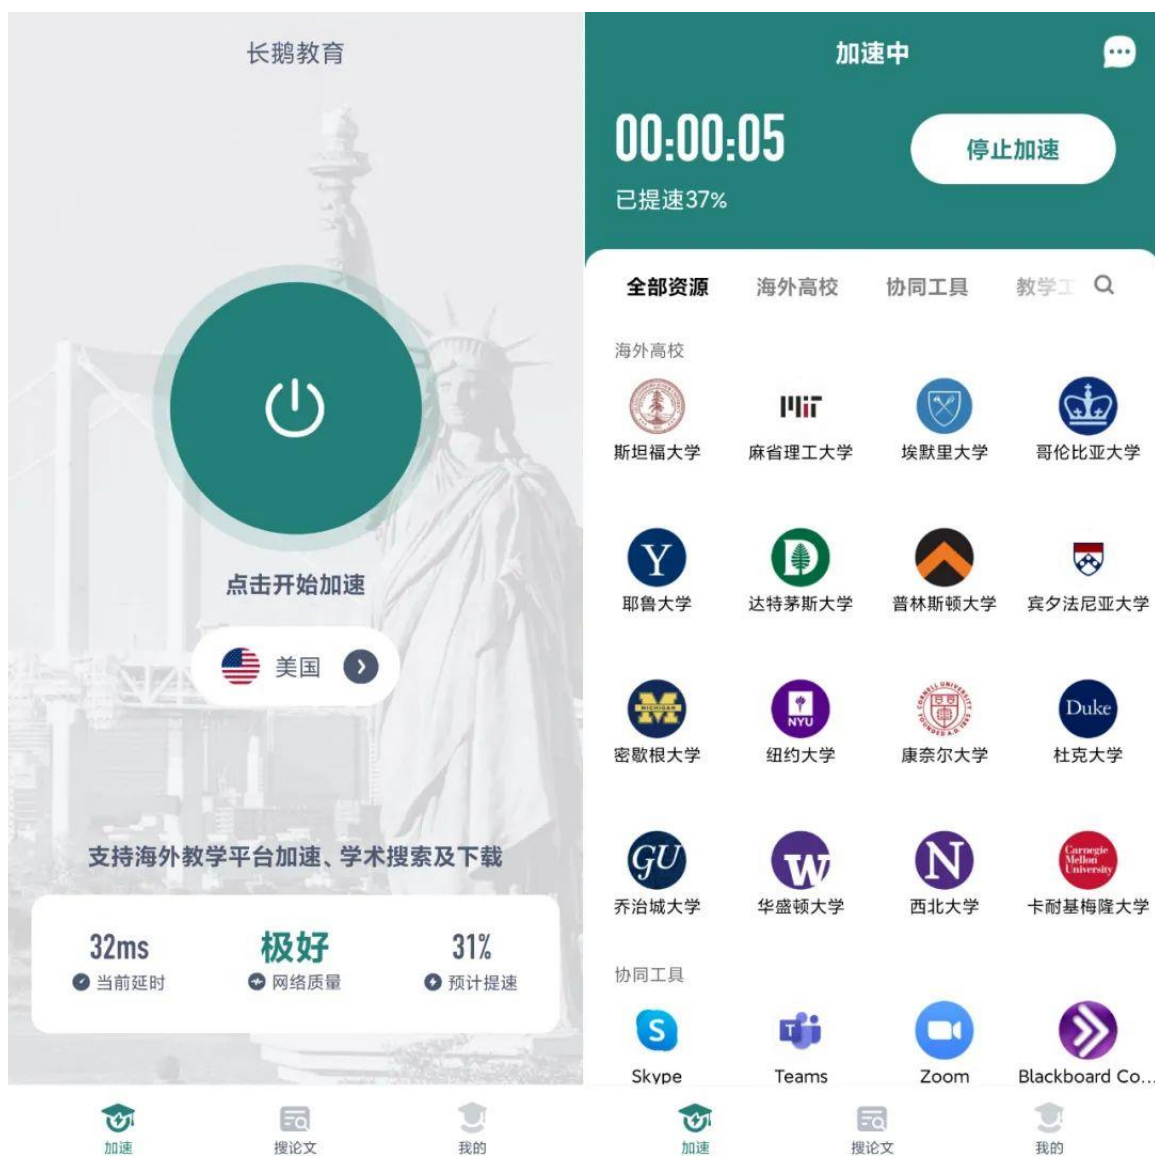 长鹅教育
点击开始加速
美国
支持海外教学平台加速、学术搜索及下载
32ms 极好 31%
当前延时 网络质量 预计提速
加速 搜论文 我的
加速中
00:00:05
停止加速
已提速37%
全部资源 海外高校 协同工具 教学工
海外高校
MIT
斯坦福大学 麻省理工大学 埃默里大学 哥伦比亚大学
Y D
耶鲁大学 达特茅斯大学 普林斯顿大学 宾夕法尼亚大学
M MICHIGAN NYU CORNELL UNIVERSITY FOUNDED A.D. 1865 Duke
密歇根大学 纽约大学 康奈尔大学 杜克大学
GU W N Carnegie
Mellon
University
乔治城大学 华盛顿大学 西北大学 卡耐基梅隆大学
协同工具
S T
Skype Teams Zoom Blackboard Co...
加速 搜论文 我的